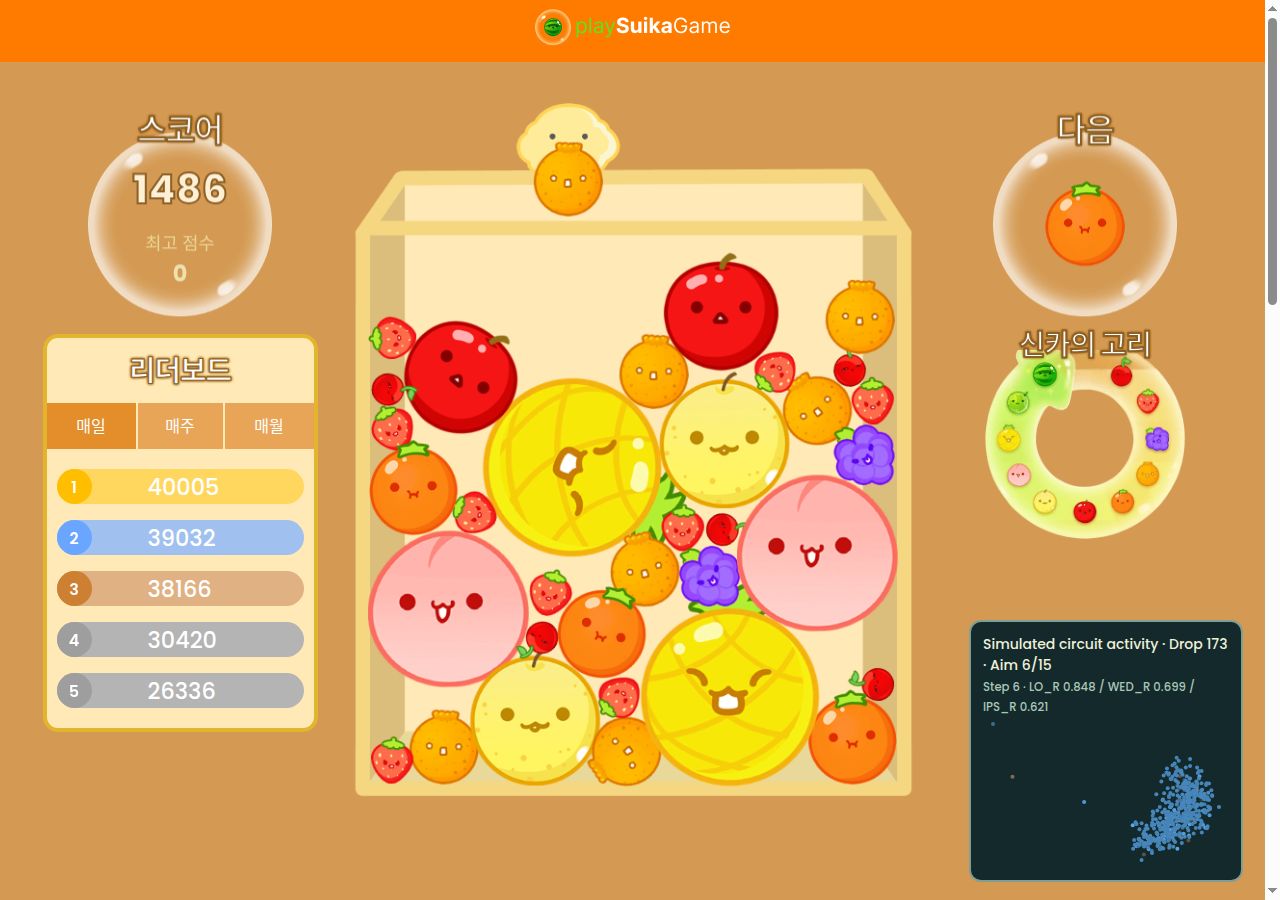 playSuikaGame
스코어
1486
최고 점수
0
다음
신카의 고리
리더보드
매일 매주 매월
1 40005
2 39032
3 38166
4 30420
5 26336
Simulated circuit activity · Drop 173
· Aim 6/15
Step 6 · LO_R 0.848 / WED_R 0.699 /
IPS_R 0.621